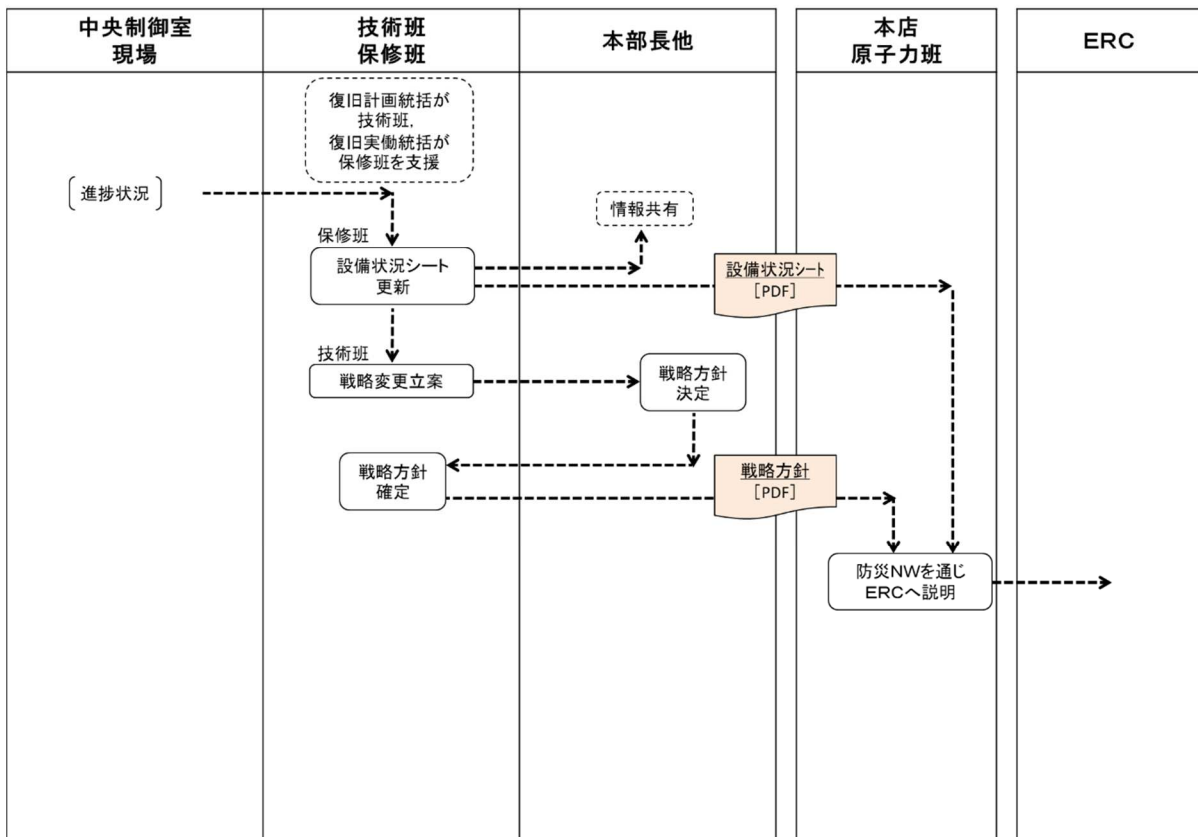 中央制御室
現場
技術班
保修班
本部長他
本店
原子力班
ERC
復旧計画統括が
技術班,
復旧実働統括が
保修班を支援
〔進捗状況〕
情報共有
保修班
設備状況シート
更新
設備状況シート
[PDF]
技術班
戦略変更立案
戦略方針
決定
戦略方針
確定
戦略方針
[PDF]
防災NWを通じ
ERCへ説明